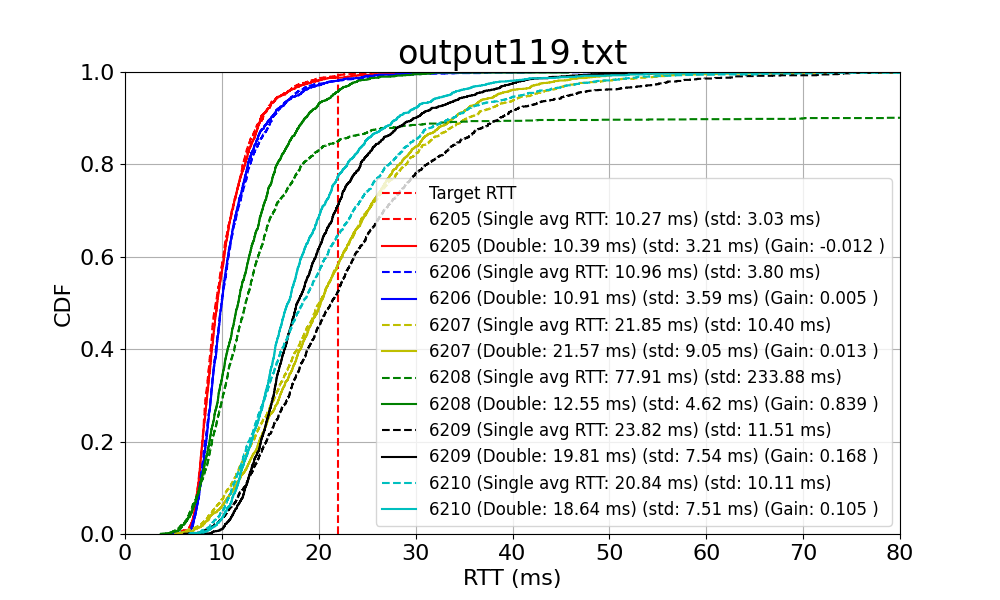 output119.txt
1.0
0.8
0.6
0.4
0.2
0.0
CDF
Target RTT
6205 (Single avg RTT: 10.27 ms) (std: 3.03 ms)
6205 (Double: 10.39 ms) (std: 3.21 ms) (Gain: -0.012 )
6206 (Single avg RTT: 10.96 ms) (std: 3.80 ms)
6206 (Double: 10.91 ms) (std: 3.59 ms) (Gain: 0.005 )
6207 (Single avg RTT: 21.85 ms) (std: 10.40 ms)
6207 (Double: 21.57 ms) (std: 9.05 ms) (Gain: 0.013 )
6208 (Single avg RTT: 77.91 ms) (std: 233.88 ms)
6208 (Double: 12.55 ms) (std: 4.62 ms) (Gain: 0.839 )
6209 (Single avg RTT: 23.82 ms) (std: 11.51 ms)
6209 (Double: 19.81 ms) (std: 7.54 ms) (Gain: 0.168 )
6210 (Single avg RTT: 20.84 ms) (std: 10.11 ms)
6210 (Double: 18.64 ms) (std: 7.51 ms) (Gain: 0.105 )
0 10 20 30 40 50 60 70 80
RTT (ms)